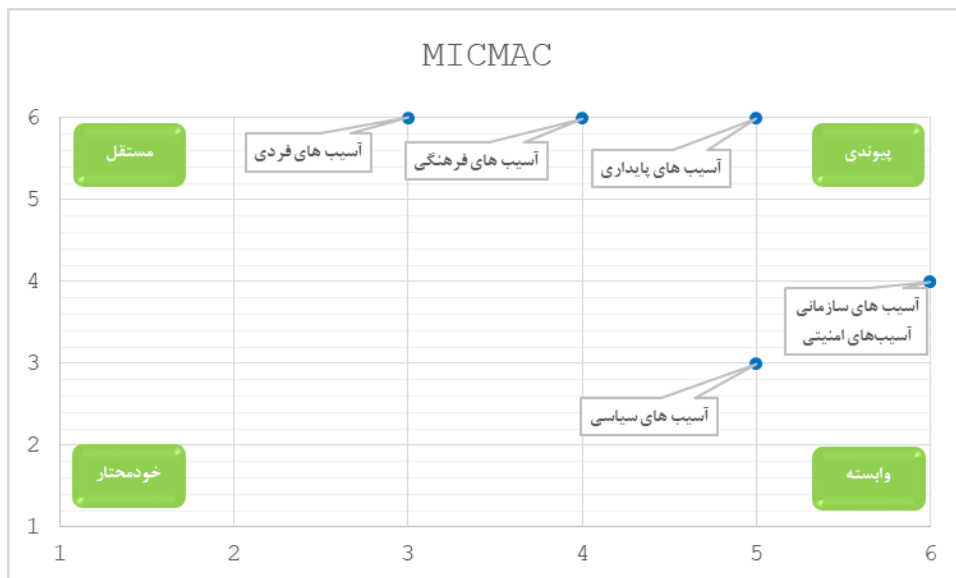 MICMAC
6
مستقل
آسیب های فردی
آسیب های فرهنگی
آسیب های پایداری
پیوندی
5
4
آسیب های سازمانی
آسیب‌های امنیتی
3
آسیب های سیاسی
2
خودمحتار
وابسته
1
1 2 3 4 5 6